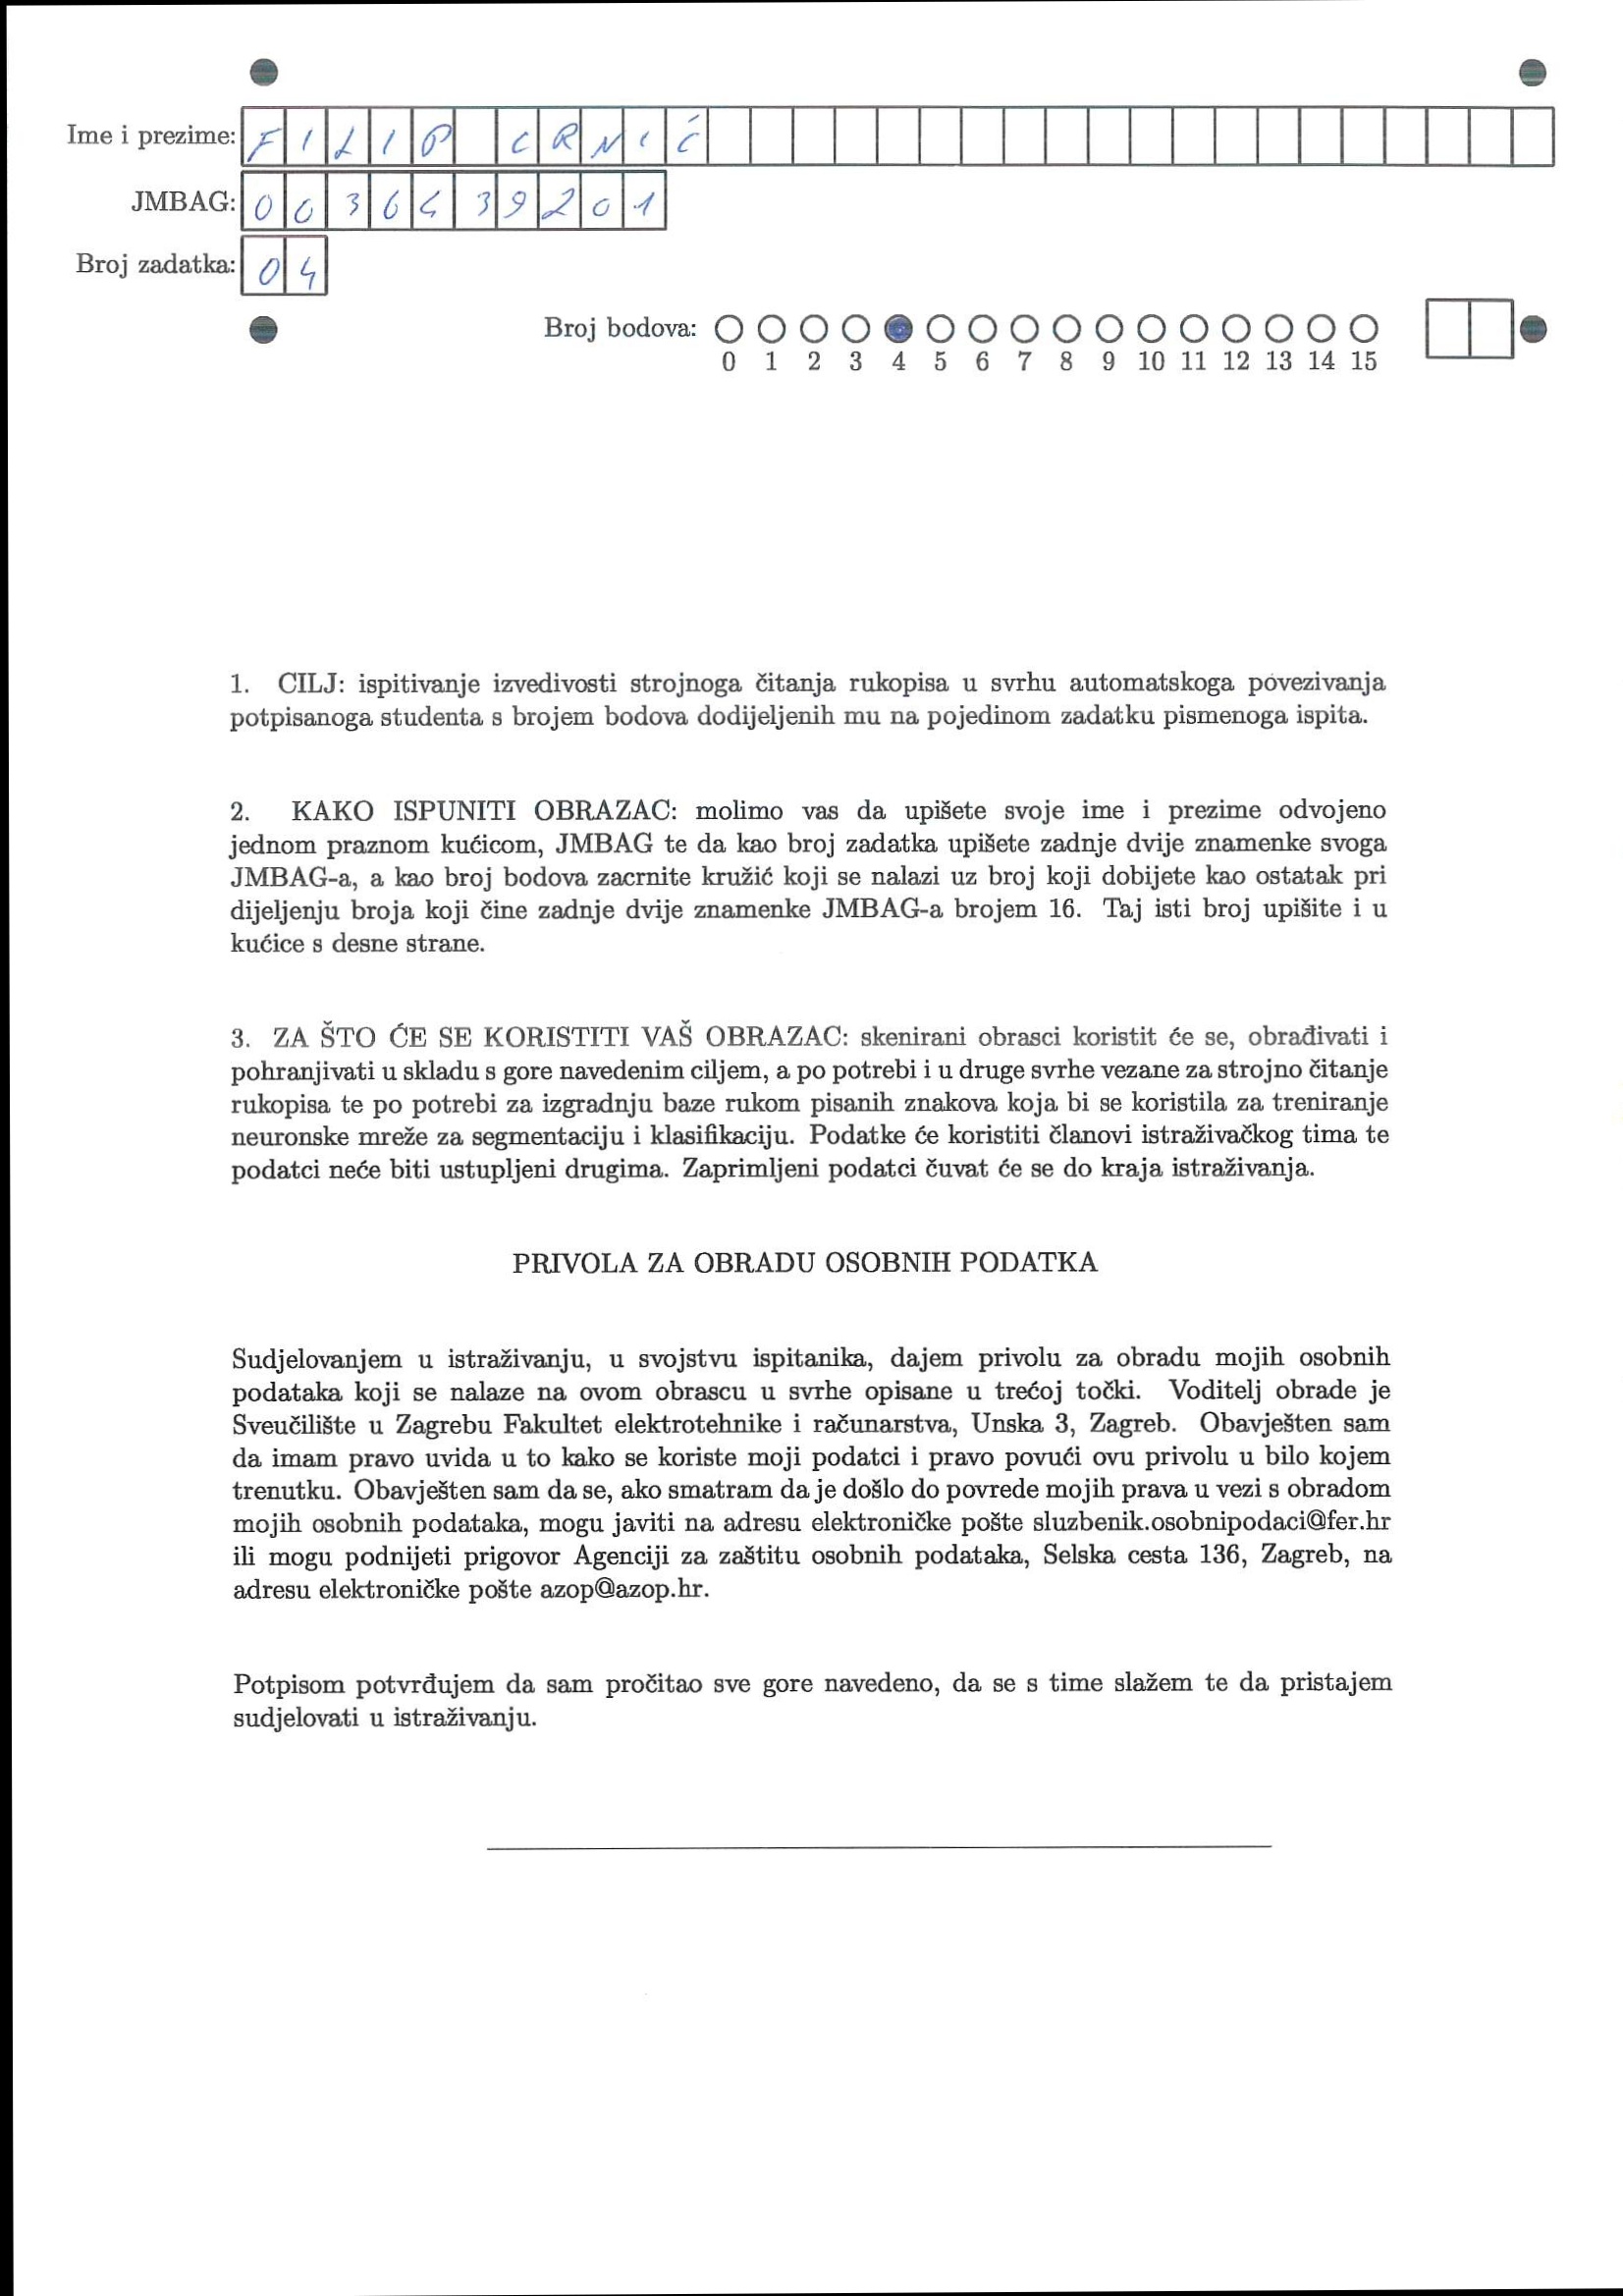 Ime i prezime: FILIP CRNIĆ
JMBAG: 0036439201
Broj zadatka: 04
Broj bodova:
0 1 2 3 4 5 6 7 8 9 10 11 12 13 14 15
1. CILJ: ispitivanje izvedivosti strojnoga čitanja rukopisa u svrhu automatskoga povezivanja
potpisanoga studenta s brojem bodova dodijeljenih mu na pojedinom zadatku pismenoga ispita.
2. KAKO ISPUNITI OBRAZAC: molimo vas da upišete svoje ime i prezime odvojeno
jednom praznom kućicom, JMBAG te da kao broj zadatka upišete zadnje dvije znamenke svoga
JMBAG-a, a kao broj bodova zacrnite kružić koji se nalazi uz broj koji dobijete kao ostatak pri
dijeljenju broja koji čine zadnje dvije znamenke JMBAG-a brojem 16. Taj isti broj upišite i u
kućice s desne strane.
3. ZA ŠTO ĆE SE KORISTITI VAŠ OBRAZAC: skenirani obrasci koristit će se, obrađivati i
pohranjivati u skladu s gore navedenim ciljem, a po potrebi i u druge svrhe vezane za strojno čitanje
rukopisa te po potrebi za izgradnju baze rukom pisanih znakova koja bi se koristila za treniranje
neuronske mreže za segmentaciju i klasifikaciju. Podatke će koristiti članovi istraživačkog tima te
podatci neće biti ustupljeni drugima. Zaprimljeni podatci čuvat će se do kraja istraživanja.
PRIVOLA ZA OBRADU OSOBNIH PODATKA
Sudjelovanjem u istraživanju, u svojstvu ispitanika, dajem privolu za obradu mojih osobnih
podataka koji se nalaze na ovom obrascu u svrhe opisane u trećoj točki. Voditelj obrade je
Sveučilište u Zagrebu Fakultet elektrotehnike i računarstva, Unska 3, Zagreb. Obavješten sam
da imam pravo uvida u to kako se koriste moji podatci i pravo povući ovu privolu u bilo kojem
trenutku. Obavješten sam da se, ako smatram da je došlo do povrede mojih prava u vezi s obradom
mojih osobnih podataka, mogu javiti na adresu elektroničke pošte sluzbenik.osobnipodaci@fer.hr
ili mogu podnijeti prigovor Agenciji za zaštitu osobnih podataka, Selska cesta 136, Zagreb, na
adresu elektroničke pošte azop@azop.hr.
Potpisom potvrđujem da sam pročitao sve gore navedeno, da se s time slažem te da pristajem
sudjelovati u istraživanju.